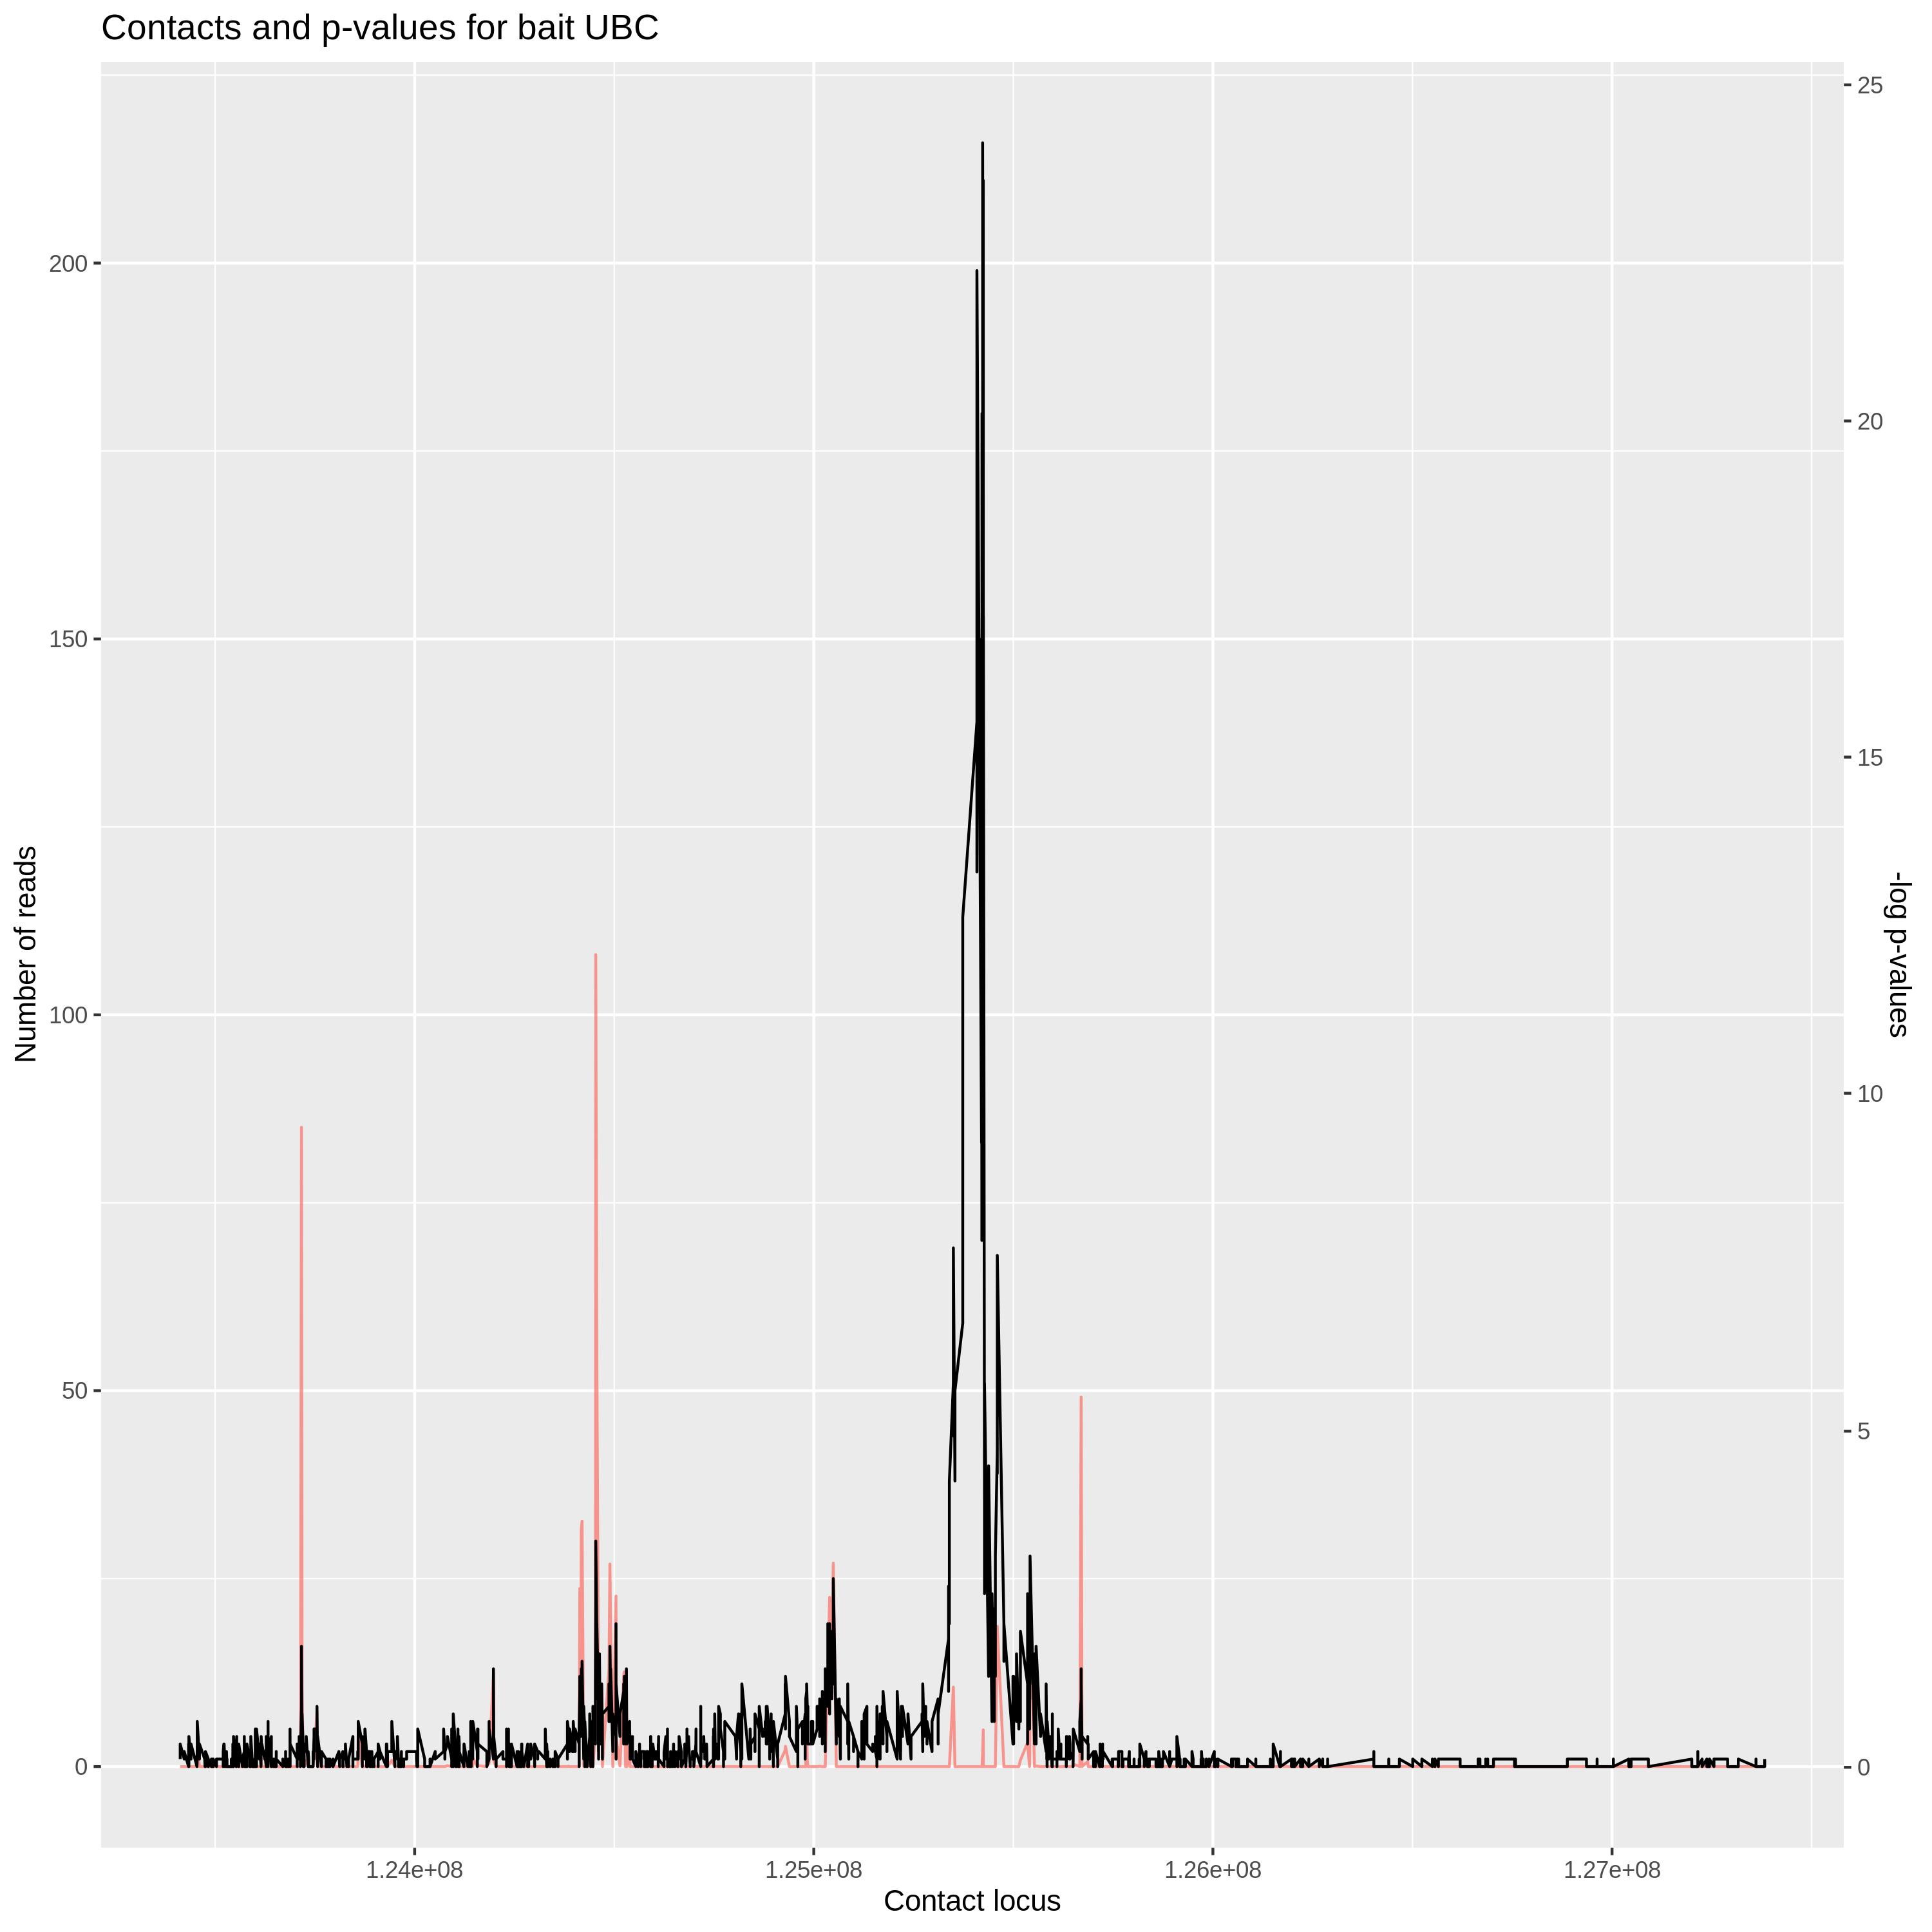 Contacts and p-values for bait UBC
200
150
100
50
0
25
20
15
10
5
0
Number of reads
-log p-values
1.24e+08
1.25e+08
1.26e+08
1.27e+08
Contact locus